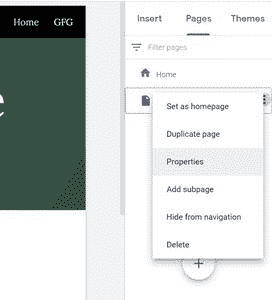 Home GFG
e
Insert Pages Themes
Filter pages
Home
Set as homepage
Duplicate page
Properties
Add subpage
Hide from navigation
Delete